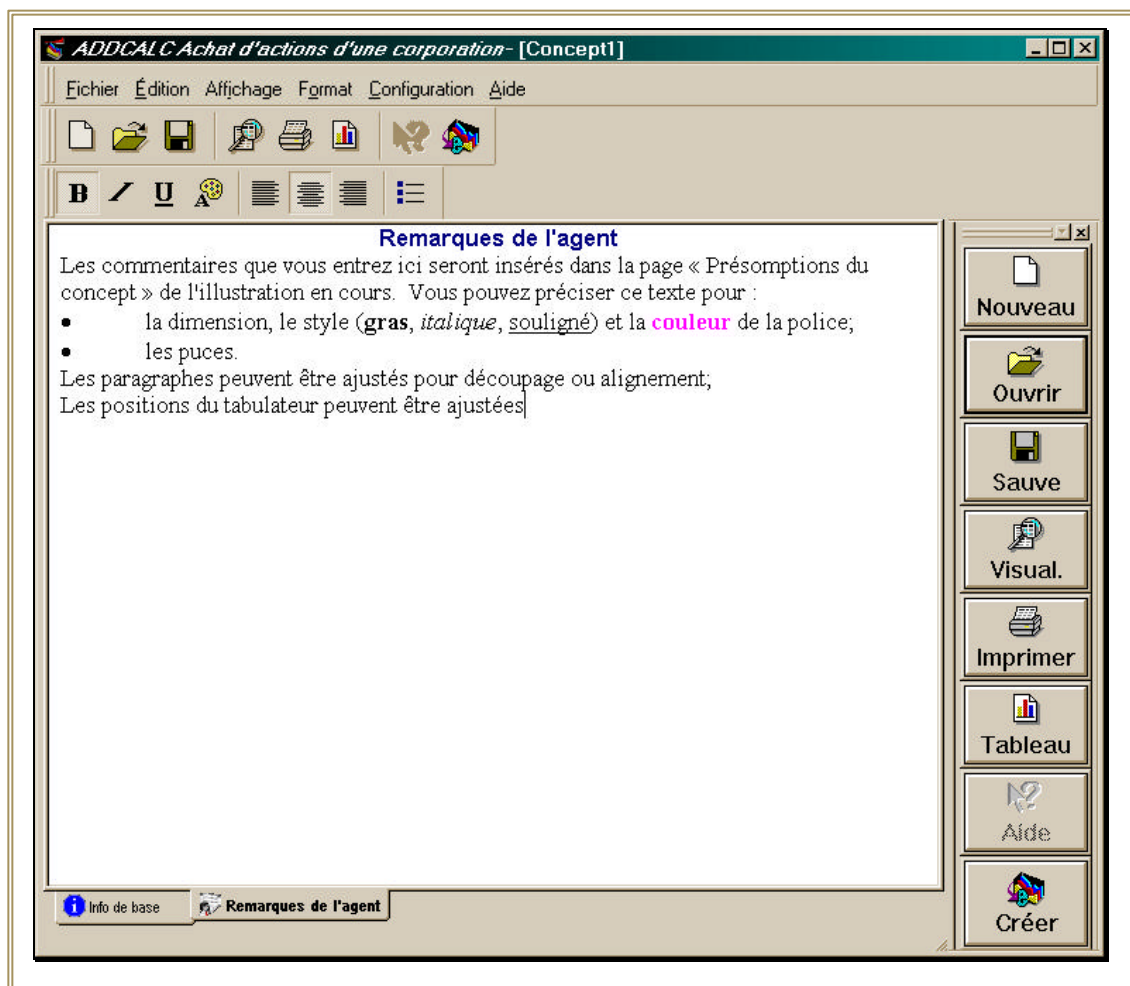 ADDCALC Achat d'actions d'une corporation- [Concept1]
Fichier Édition Affichage Format Configuration Aide
B I U A
Remarques de l'agent
Les commentaires que vous entrez ici seront insérés dans la page « Présomptions du
concept » de l'illustration en cours. Vous pouvez préciser ce texte pour :
• la dimension, le style (gras, italique, souligné) et la couleur de la police;
• les puces.
Les paragraphes peuvent être ajustés pour découpage ou alignement;
Les positions du tabulateur peuvent être ajustées
Nouveau
Ouvrir
Sauve
Visual.
Imprimer
Tableau
Aide
Créer
Info de base
Remarques de l'agent